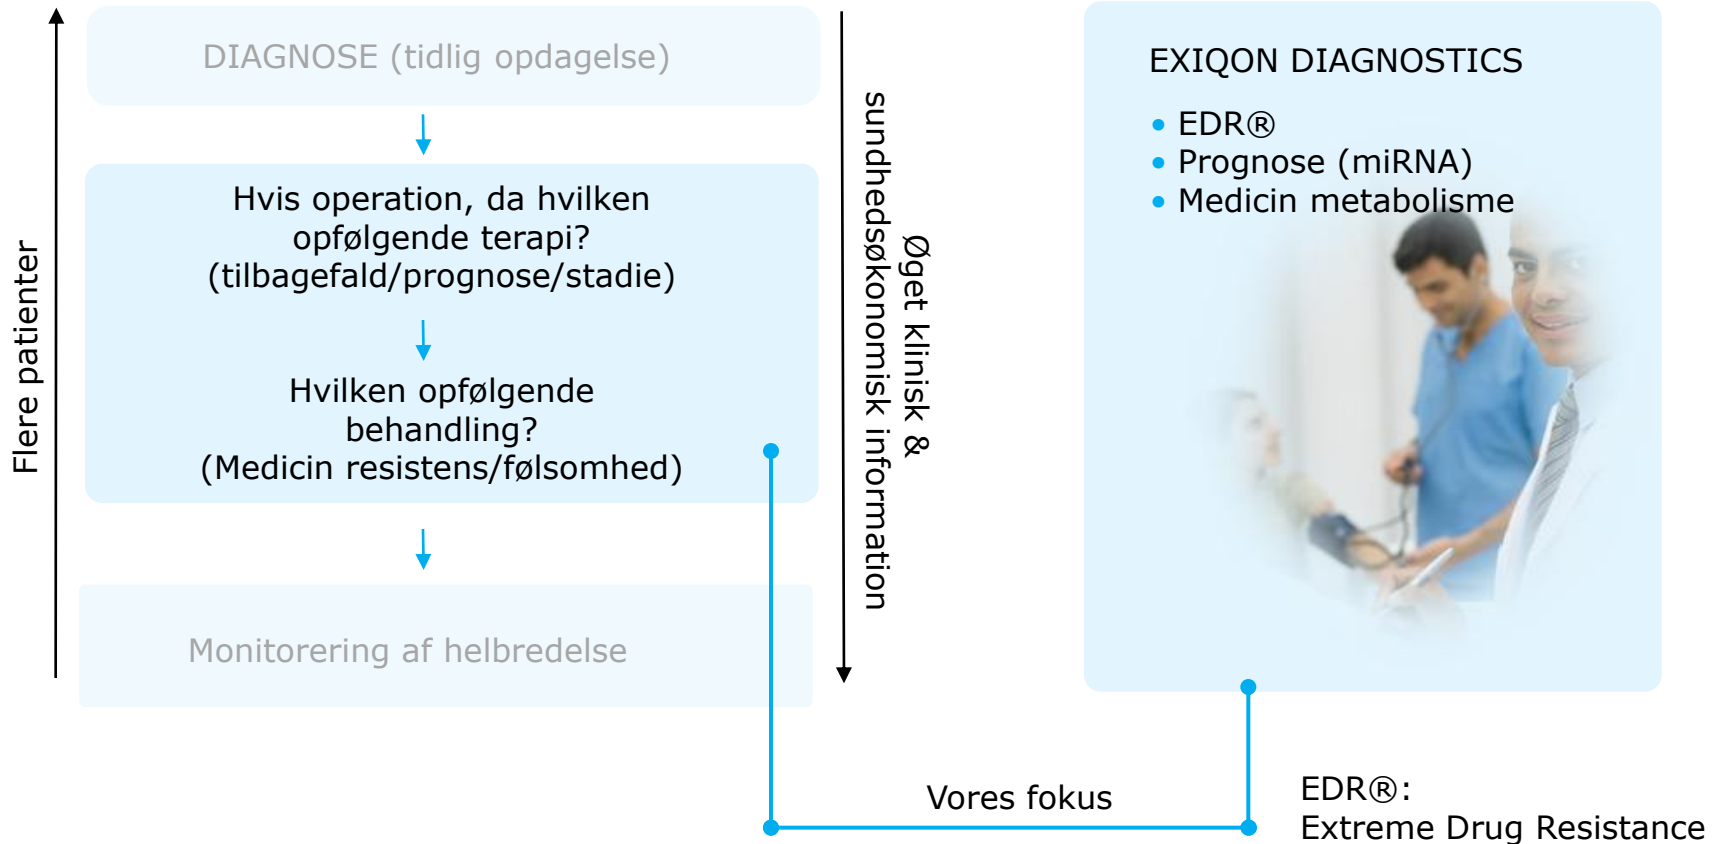 Flere patienter
DIAGNOSE (tidlig opdagelse)
Hvis operation, da hvilken
opfølgende terapi?
(tilbagefald/prognose/stadie)
Hvilken opfølgende
behandling?
(Medicin resistens/følsomhed)
Monitorering af helbredelse
Øget klinisk &
sundhedsøkonomisk information
EXIQON DIAGNOSTICS
• EDR®
• Prognose (miRNA)
• Medicin metabolisme
Vores fokus
EDR®:
Extreme Drug Resistance